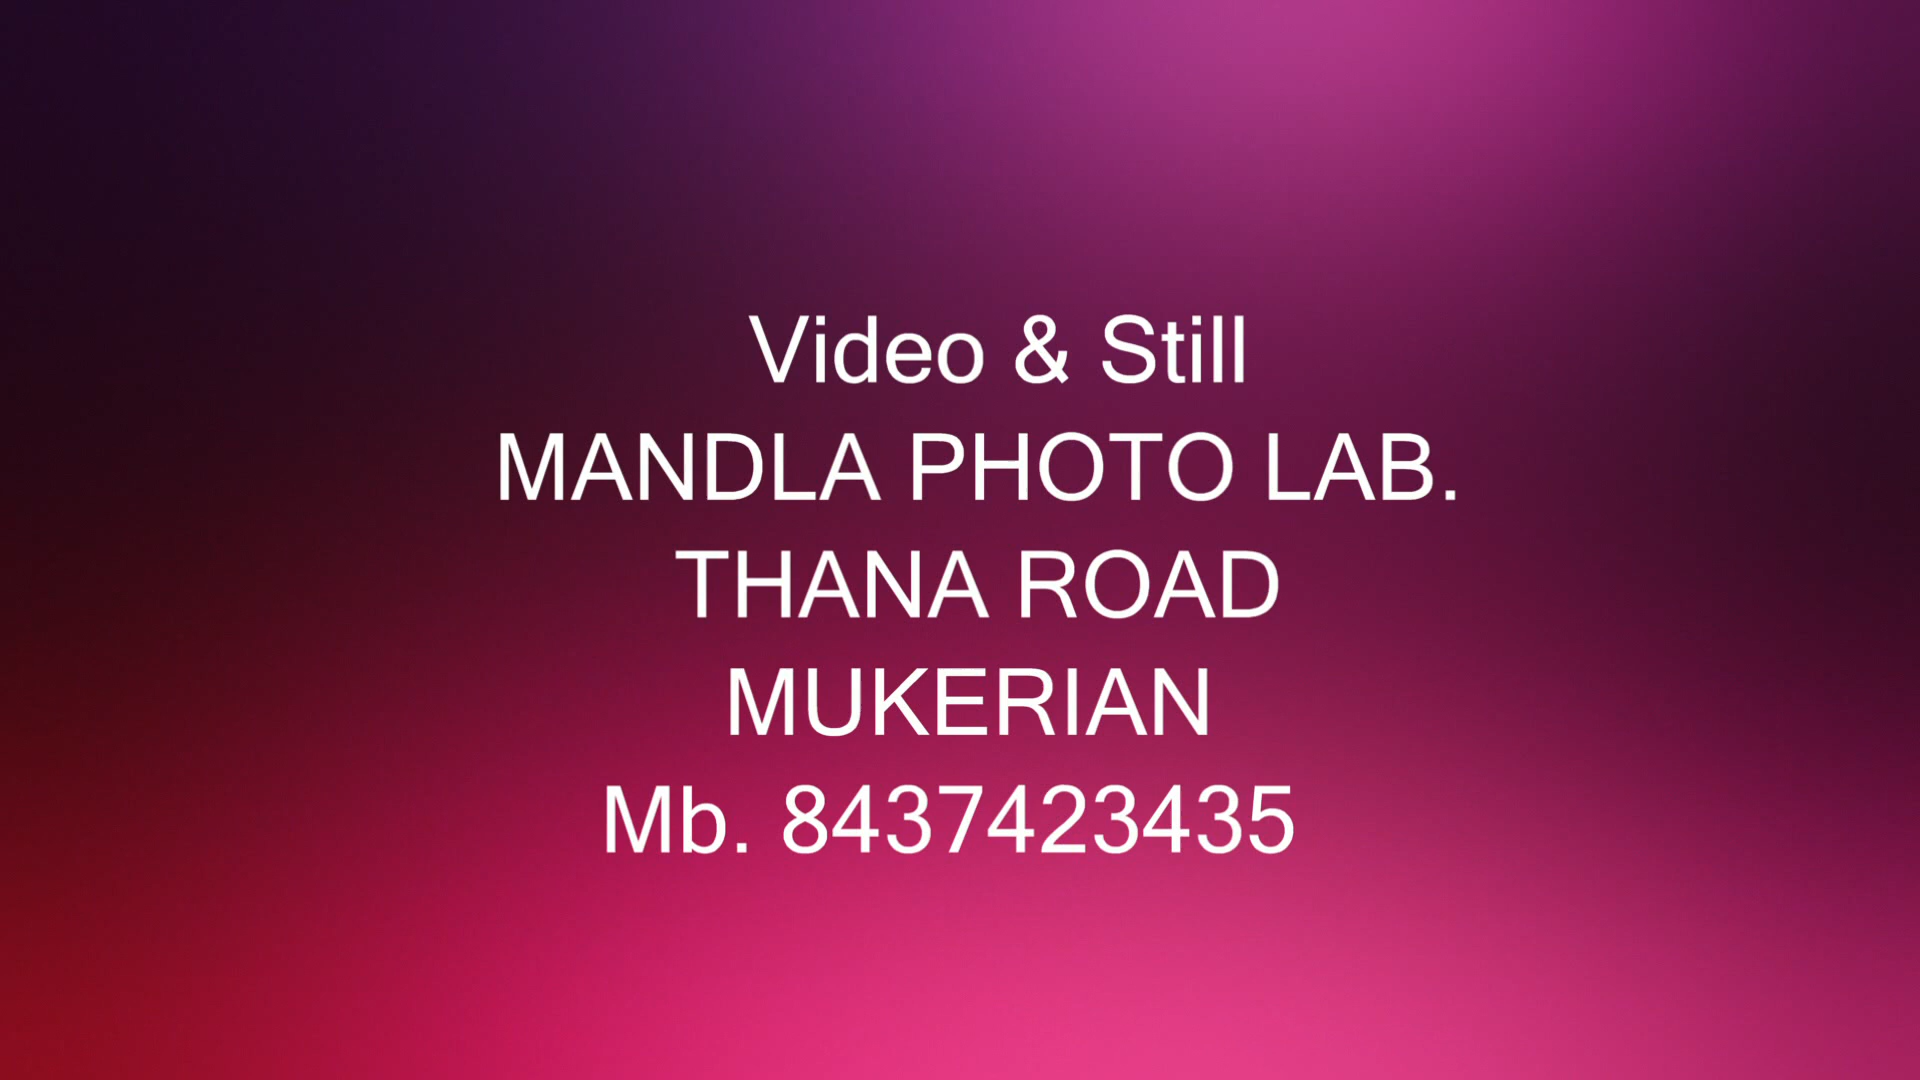 Video & Still
MANDLA PHOTO LAB.
THANA ROAD
MUKERIAN
Mb. 8437423435